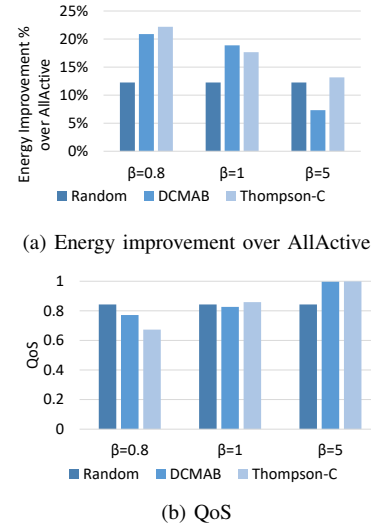 Energy Improvement %
over AllActive
25%
20%
15%
10%
5%
0%
β=0.8 β=1 β=5
Random DCMAB Thompson-C
(a) Energy improvement over AllActive
QoS
1
0.8
0.6
0.4
0.2
0
β=0.8 β=1 β=5
Random DCMAB Thompson-C
(b) QoS